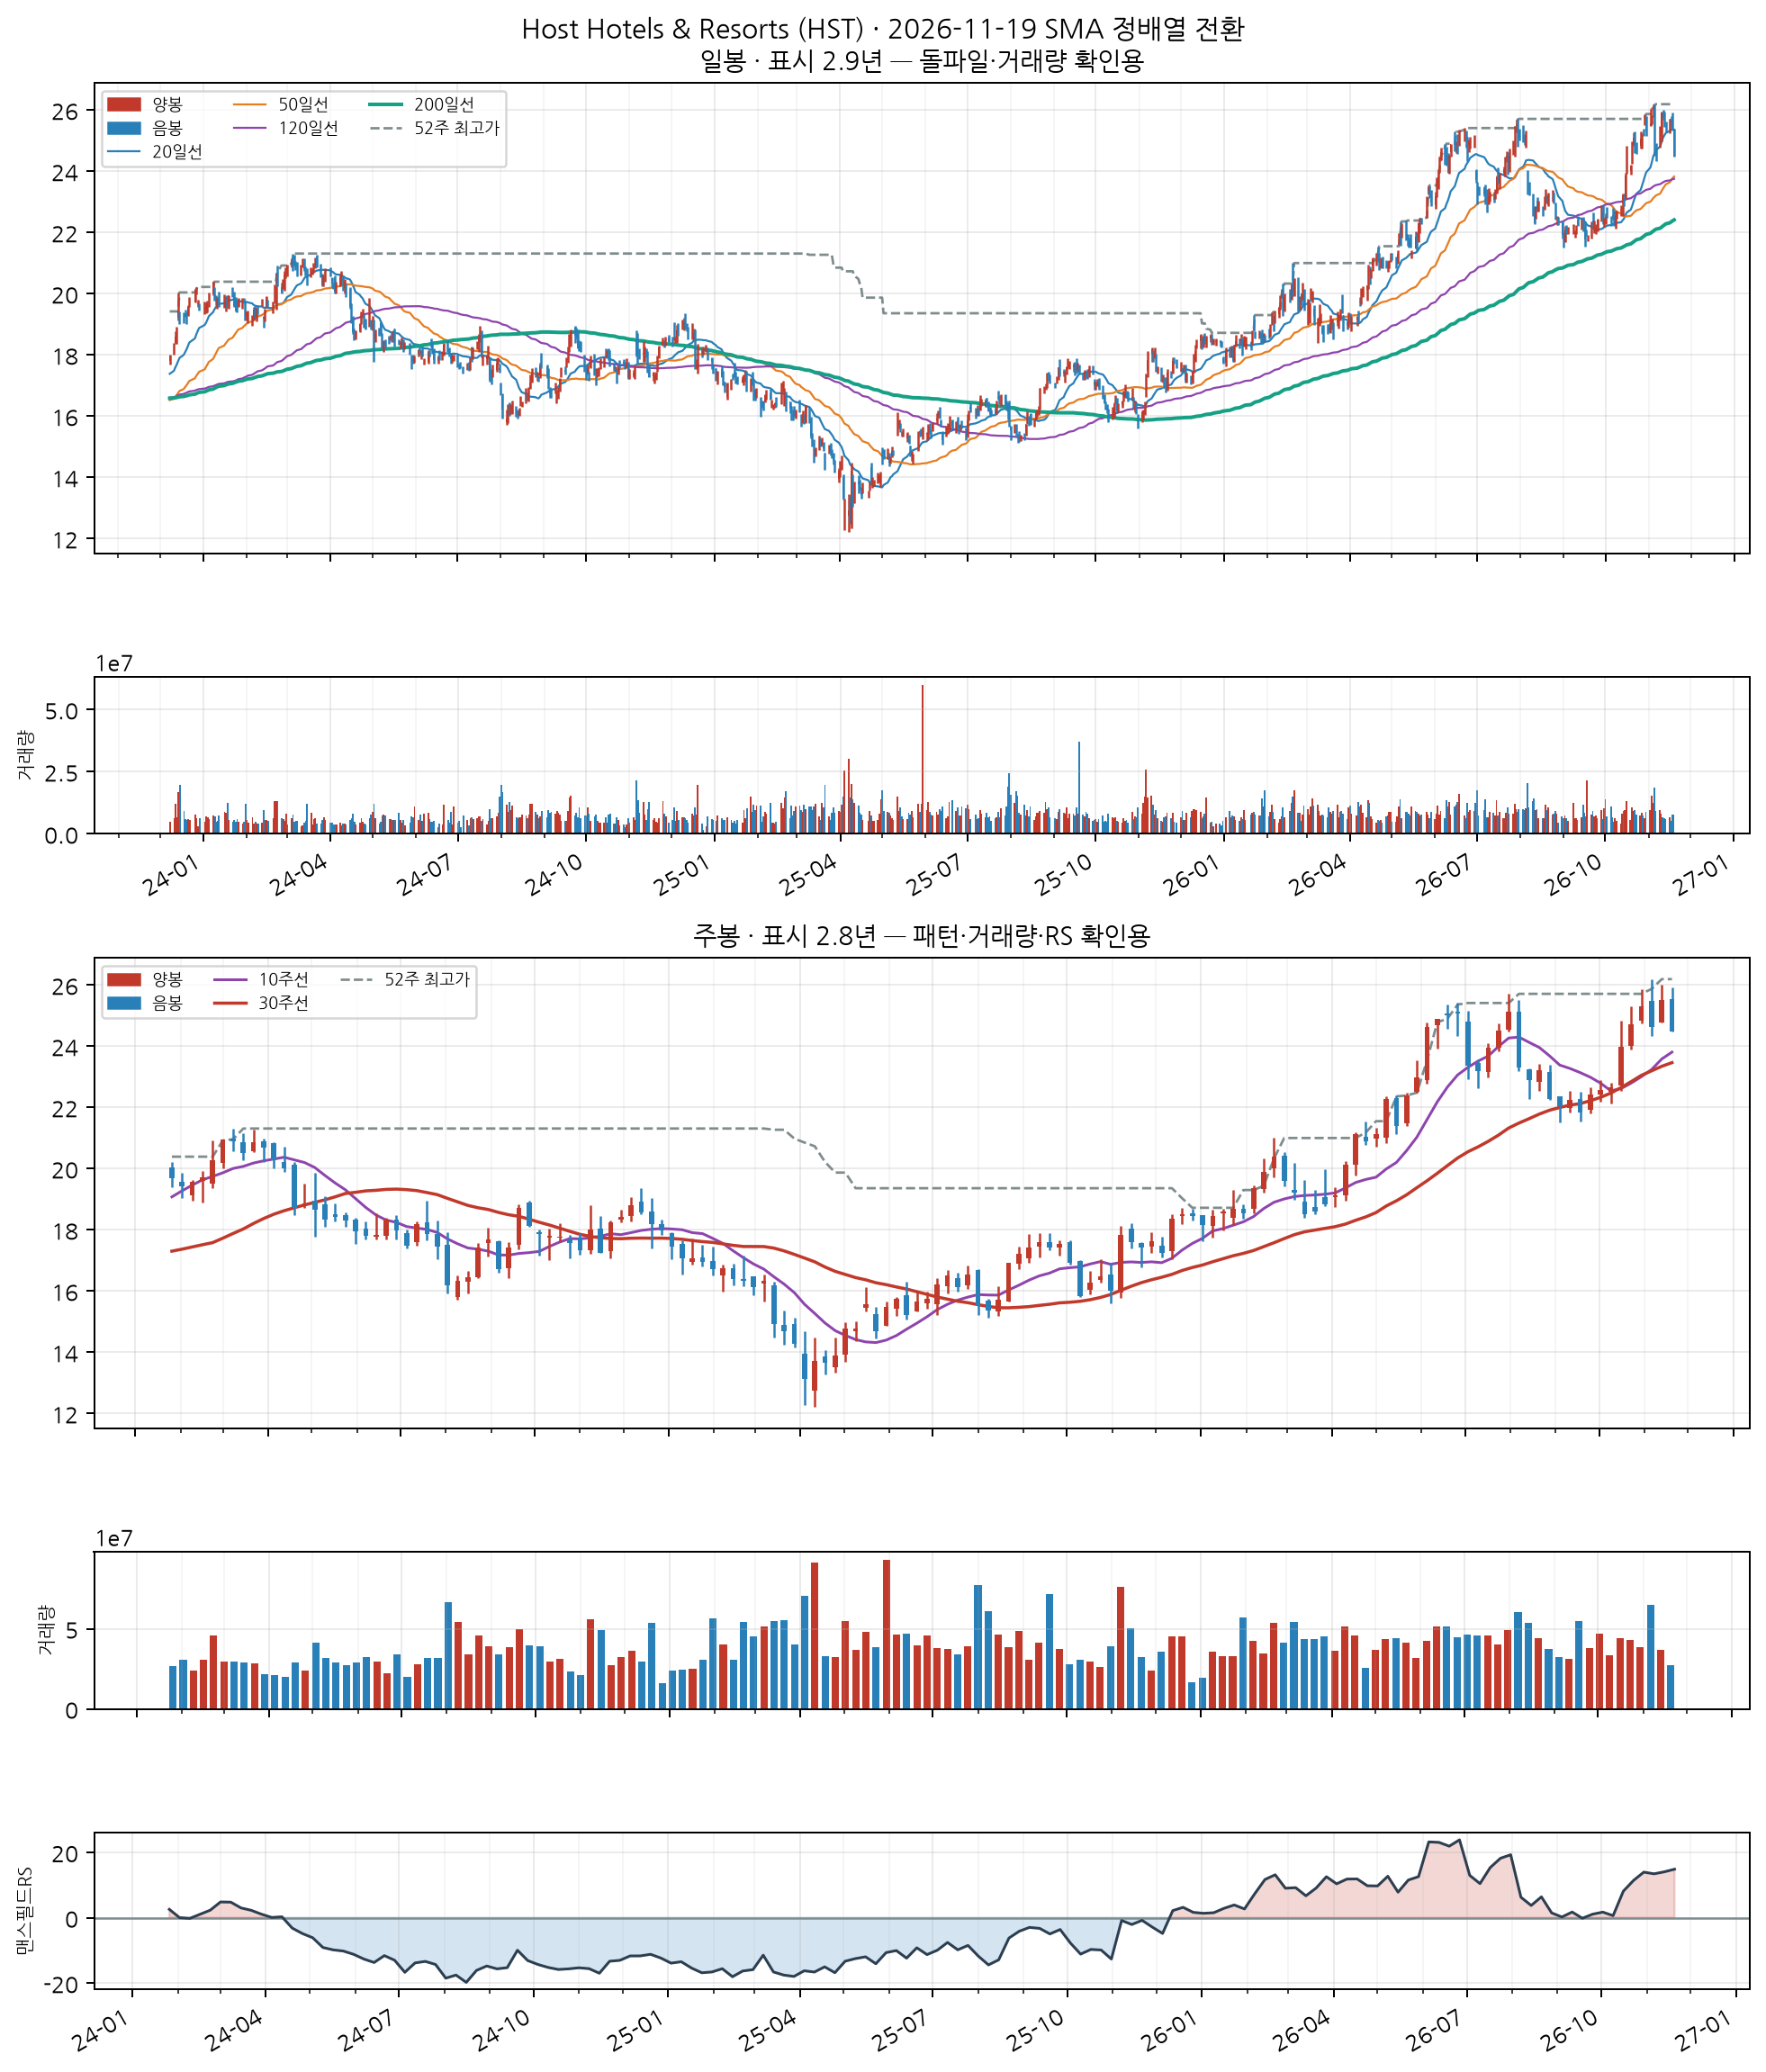 Host Hotels & Resorts (HST) · 2026-11-19 SMA 정배열 전환
일봉 · 표시 2.9년 — 돌파일·거래량 확인용
양봉 50일선 200일선
음봉 120일선 52주 최고가
20일선
26
24
22
20
18
16
14
12
1e7
5.0
2.5
0.0
거래량
24-01 24-04 24-07 24-10 25-01 25-04 25-07 25-10 26-01 26-04 26-07 26-10 27-01
주봉 · 표시 2.8년 — 패턴·거래량·RS 확인용
양봉 10주선 52주 최고가
음봉 30주선
26
24
22
20
18
16
14
12
1e7
5
0
거래량
20
0
-20
맨스필드RS
24-01 24-04 24-07 24-10 25-01 25-04 25-07 25-10 26-01 26-04 26-07 26-10 27-01